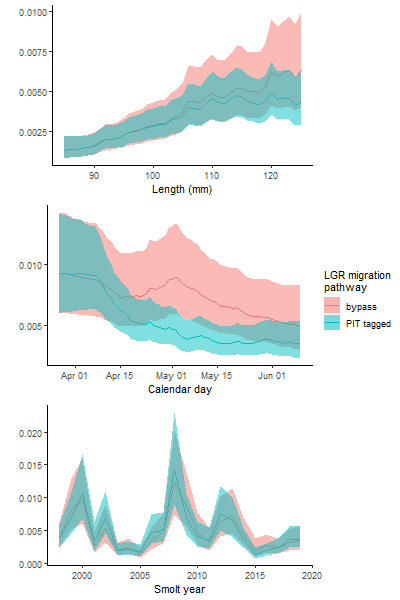 0.0100
0.0075
0.0050
0.0025
90 100 110 120
Length (mm)
0.010
0.005
Apr 01 Apr 15 May 01 May 15 Jun 01
Calendar day
LGR migration
pathway
bypass
PIT tagged
0.020
0.015
0.010
0.005
0.000
2000 2005 2010 2015 2020
Smolt year